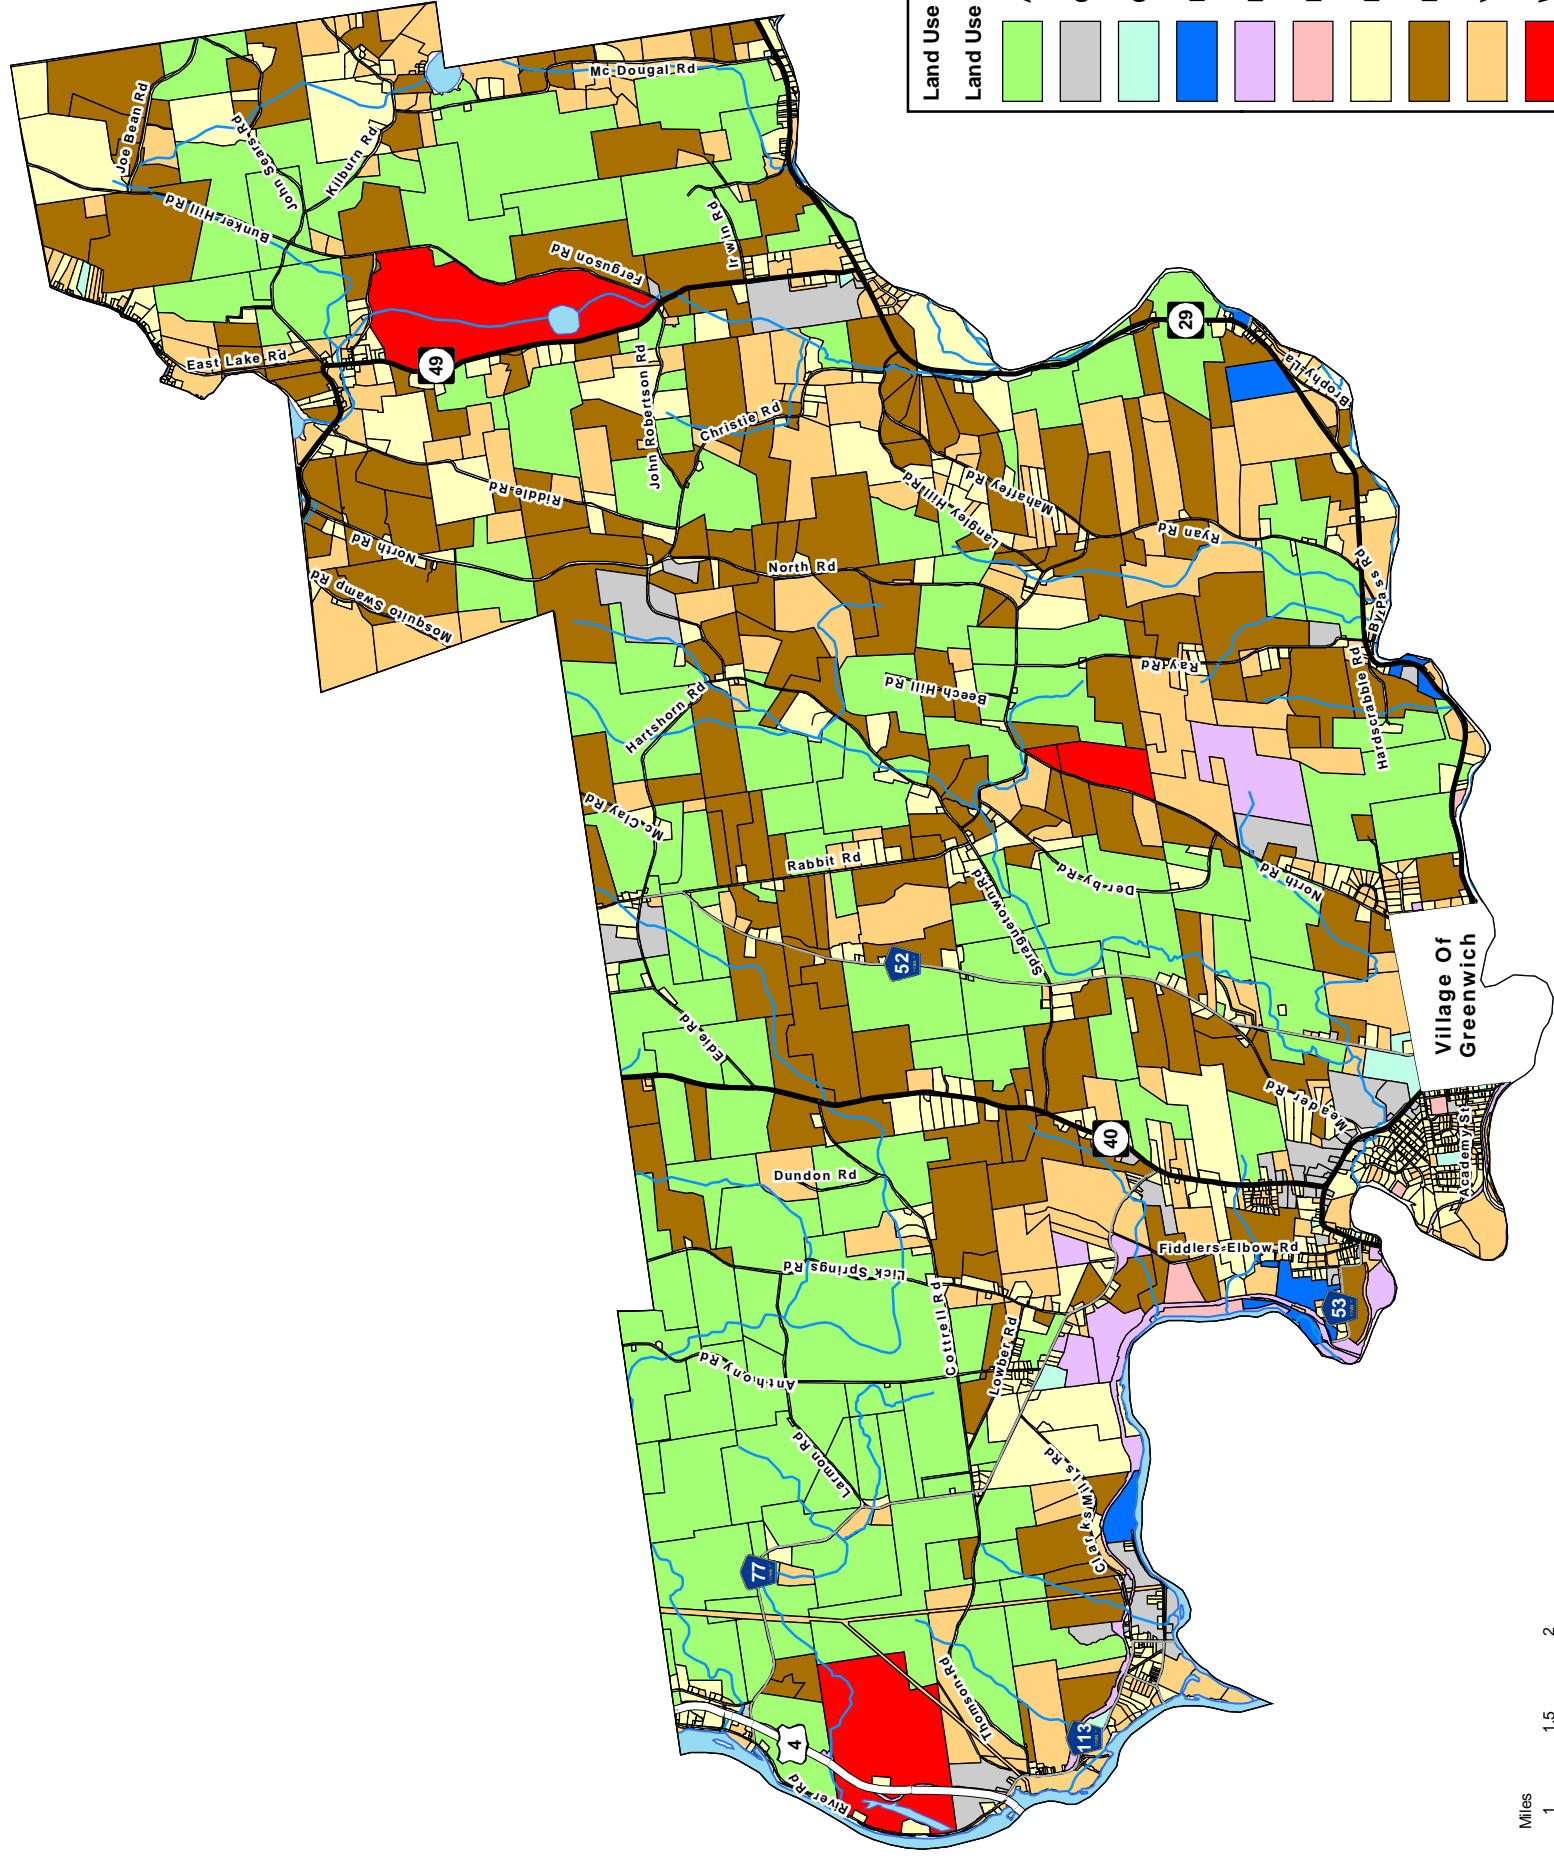 Mc Dougal Rd
Joe Bean Rd
John Sears Rd
Kilburn Rd
Bunker Hill Rd
Irwin Rd
Ferguson Rd
East Lake Rd
49
29
John Robertson Rd
Christie Rd
Brophy La
Riddle Rd
Langley Hill Rd
Mahaffey Rd
North Rd
Ryan Rd
North Rd
Mosquito Swamp Rd
By Pass Rd
Ray Rd
Beech Hill Rd
Hardscrabble Rd
Hartshorn Rd
Mc Clay Rd
Rabbit Rd
Derby Rd
North Rd
Spraguetown Rd
52
Village Of
Greenwich
Edie Rd
Meader Rd
40
Academy St
Dundon Rd
Fiddlers Elbow Rd
Lick Springs Rd
53
Cottrell Rd
Lowber Rd
Anthony Rd
Larmon Rd
Clarks Mills Rd
77
Thomson Rd
113
4
River Rd
Land Use
Land Use
Miles
1
1.5
2